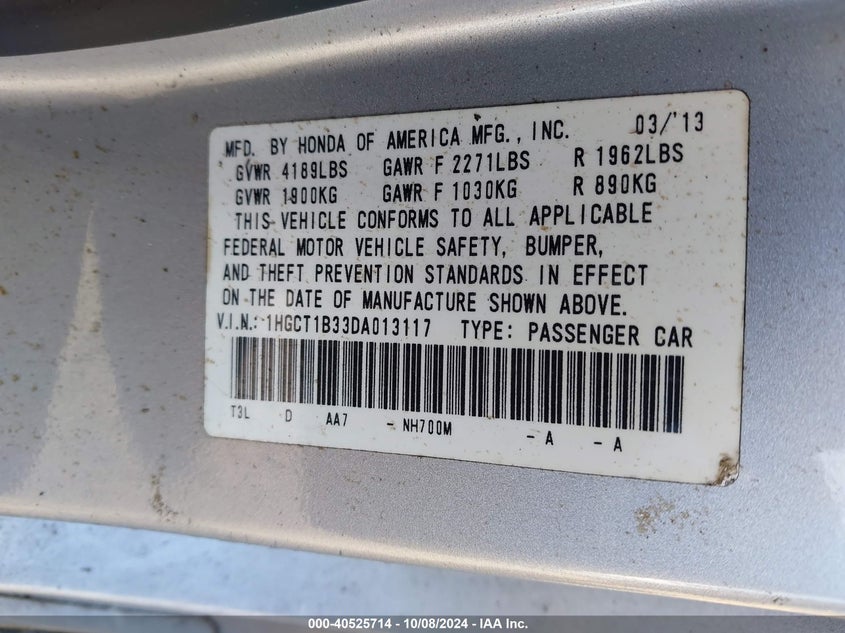 MFD. BY HONDA OF AMERICA MFG., INC. 03/'13
GVWR 4189LBS GAWR F 2271LBS R 1962LBS
GVWR 1900KG GAWR F 1030KG R 890KG
THIS VEHICLE CONFORMS TO ALL APPLICABLE
FEDERAL MOTOR VEHICLE SAFETY, BUMPER,
AND THEFT PREVENTION STANDARDS IN EFFECT
ON THE DATE OF MANUFACTURE SHOWN ABOVE.
V.I.N.: 1HGCT1B33DA013117 TYPE: PASSENGER CAR
T3L D AA7 - NH700M - A - A
000-40525714 - 10/08/2024 - IAA Inc.